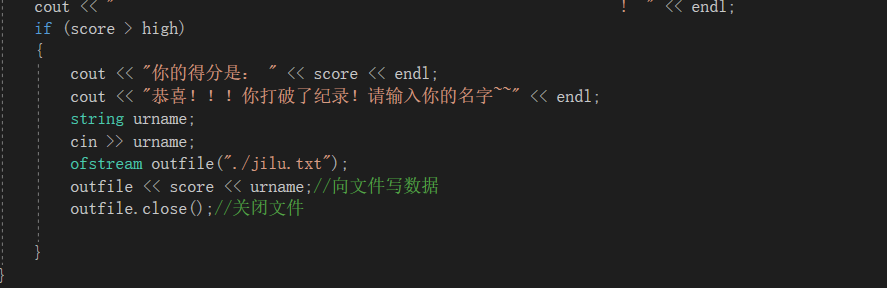 cout << "                                                                        ！ " << endl;
if (score > high)
{
cout << "你的得分是： " << score << endl;
cout << "恭喜！！！你打破了纪录！请输入你的名字~~" << endl;
string urname;
cin >> urname;
ofstream outfile("./jilu.txt");
outfile << score << urname;//向文件写数据
outfile.close();//关闭文件
}
}